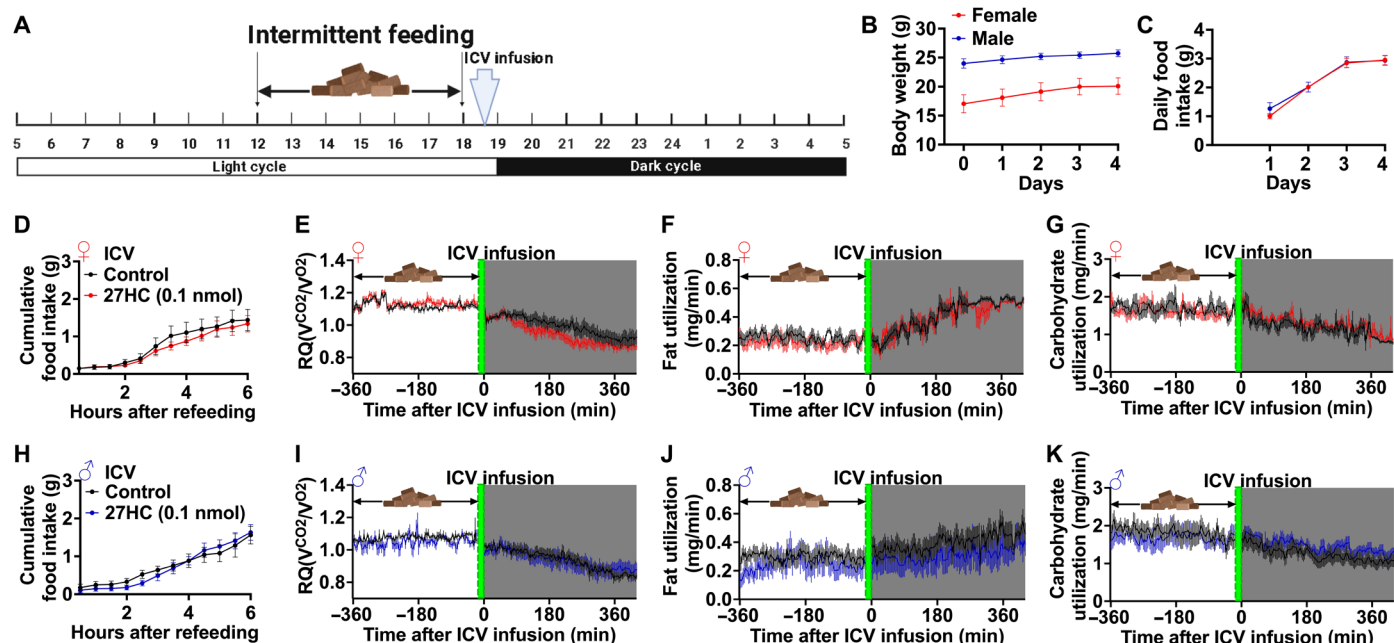 A
Intermittent feeding
ICV infusion
5 6 7 8 9 10 11 12 13 14 15 16 17 18 19 20 21 22 23 24 1 2 3 4 5
Light cycle
Dark cycle
B
Body weight (g)
30
25
20
15
10
Female
Male
0 1 2 3 4
Days
C
Daily food
intake (g)
4
3
2
1
0
1 2 3 4
Days
D
♀ ICV
Control
27HC (0.1 nmol)
Cumulative
food intake (g)
3
2
1
0
2 4 6
Hours after refeeding
E
♀
ICV infusion
RQ(VCO2/VO2)
1.4
1.2
1.0
0.8
−360 −180 0 180 360
Time after ICV infusion (min)
F
♀
ICV infusion
Fat utilization
(mg/min)
0.8
0.6
0.4
0.2
0.0
−360 −180 0 180 360
Time after ICV infusion (min)
G
♀
ICV infusion
Carbohydrate
utilization (mg/min)
3
2
1
0
−360 −180 0 180 360
Time after ICV infusion (min)
H
♂ ICV
Control
27HC (0.1 nmol)
Cumulative
food intake (g)
3
2
1
0
2 4 6
Hours after refeeding
I
♂
ICV infusion
RQ(VCO2/VO2)
1.4
1.2
1.0
0.8
−360 −180 0 180 360
Time after ICV infusion (min)
J
♂
ICV infusion
Fat utilization
(mg/min)
0.8
0.6
0.4
0.2
0.0
−360 −180 0 180 360
Time after ICV infusion (min)
K
♂
ICV infusion
Carbohydrate
utilization (mg/min)
3
2
1
0
−360 −180 0 180 360
Time after ICV infusion (min)